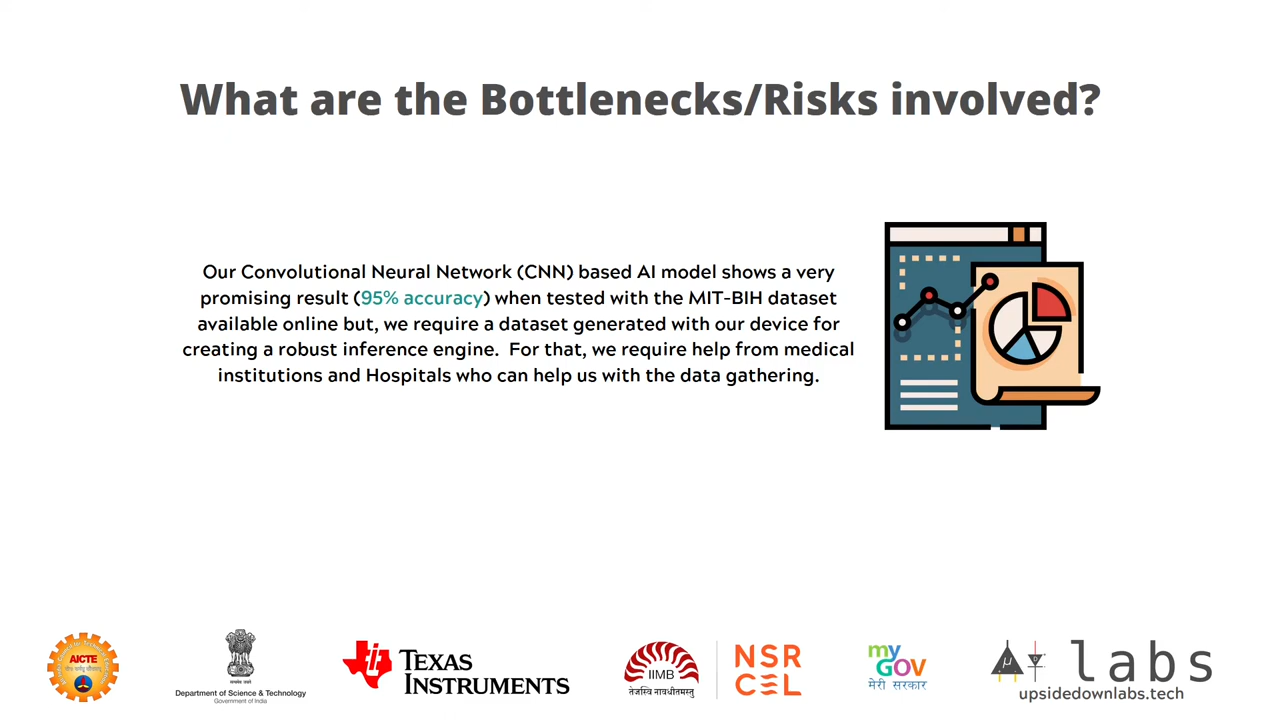 What are the Bottlenecks/Risks involved?
Our Convolutional Neural Network (CNN) based AI model shows a very
promising result (95% accuracy) when tested with the MIT-BIH dataset
available online but, we require a dataset generated with our device for
creating a robust inference engine.  For that, we require help from medical
institutions and Hospitals who can help us with the data gathering.
AICTE
Department of Science & Technology
Government of India
TEXAS
INSTRUMENTS
IIMB
तेजस्वि नावधीतमस्तु
NSR
CEL
my
GOV
मेरी सरकार
labs
upsidedownlabs.tech